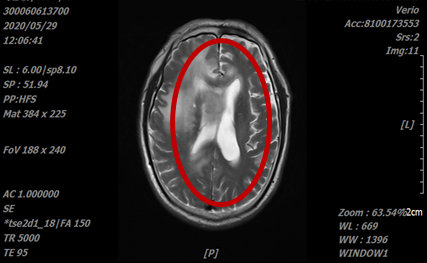 300060613700
2020/05/29
12:06:41
SL : 6.00|sp8.10
SP : 51.94
PP:HFS
Mat 384 x 225
FoV 188 x 240
AC 1.000000
SE
*tse2d1_18|FA 150
TR 5000
TE 95
Verio
Acc:8100173553
Srs:2
Img:11
[L]
[P]
Zoom : 63.54%2cm
WL : 669
WW : 1396
WINDOW1